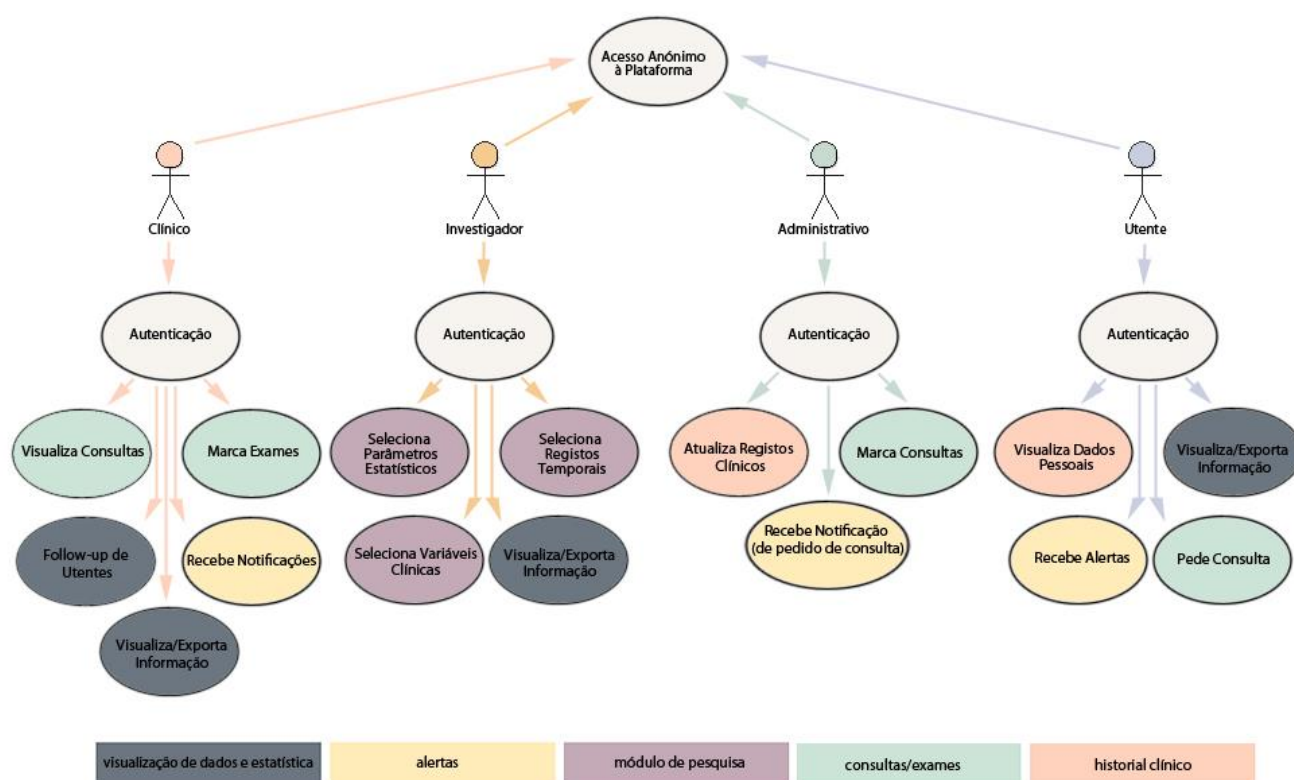 Acesso Anónimo
à Plataforma
Clínico
Investigador
Administrativo
Utente
Autenticação
Autenticação
Autenticação
Autenticação
Visualiza Consultas
Marca Exames
Seleciona
Parâmetros
Estatísticos
Seleciona
Registos
Temporais
Atualiza Registos
Clínicos
Marca Consultas
Visualiza Dados
Pessoais
Visualiza/Exporta
Informação
Follow-up de
Utentes
Recebe Notificações
Seleciona Variáveis
Clínicas
Visualiza/Exporta
Informação
Recebe Notificação
(de pedido de consulta)
Recebe Alertas
Pede Consulta
Visualiza/Exporta
Informação
visualização de dados e estatística
alertas
módulo de pesquisa
consultas/exames
historial clínico